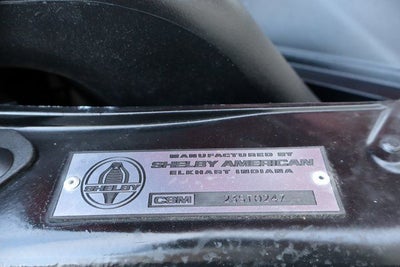 MANUFACTURED BY
SHELBY AMERICAN
ELKHART INDIANA
SHELBY
CSM